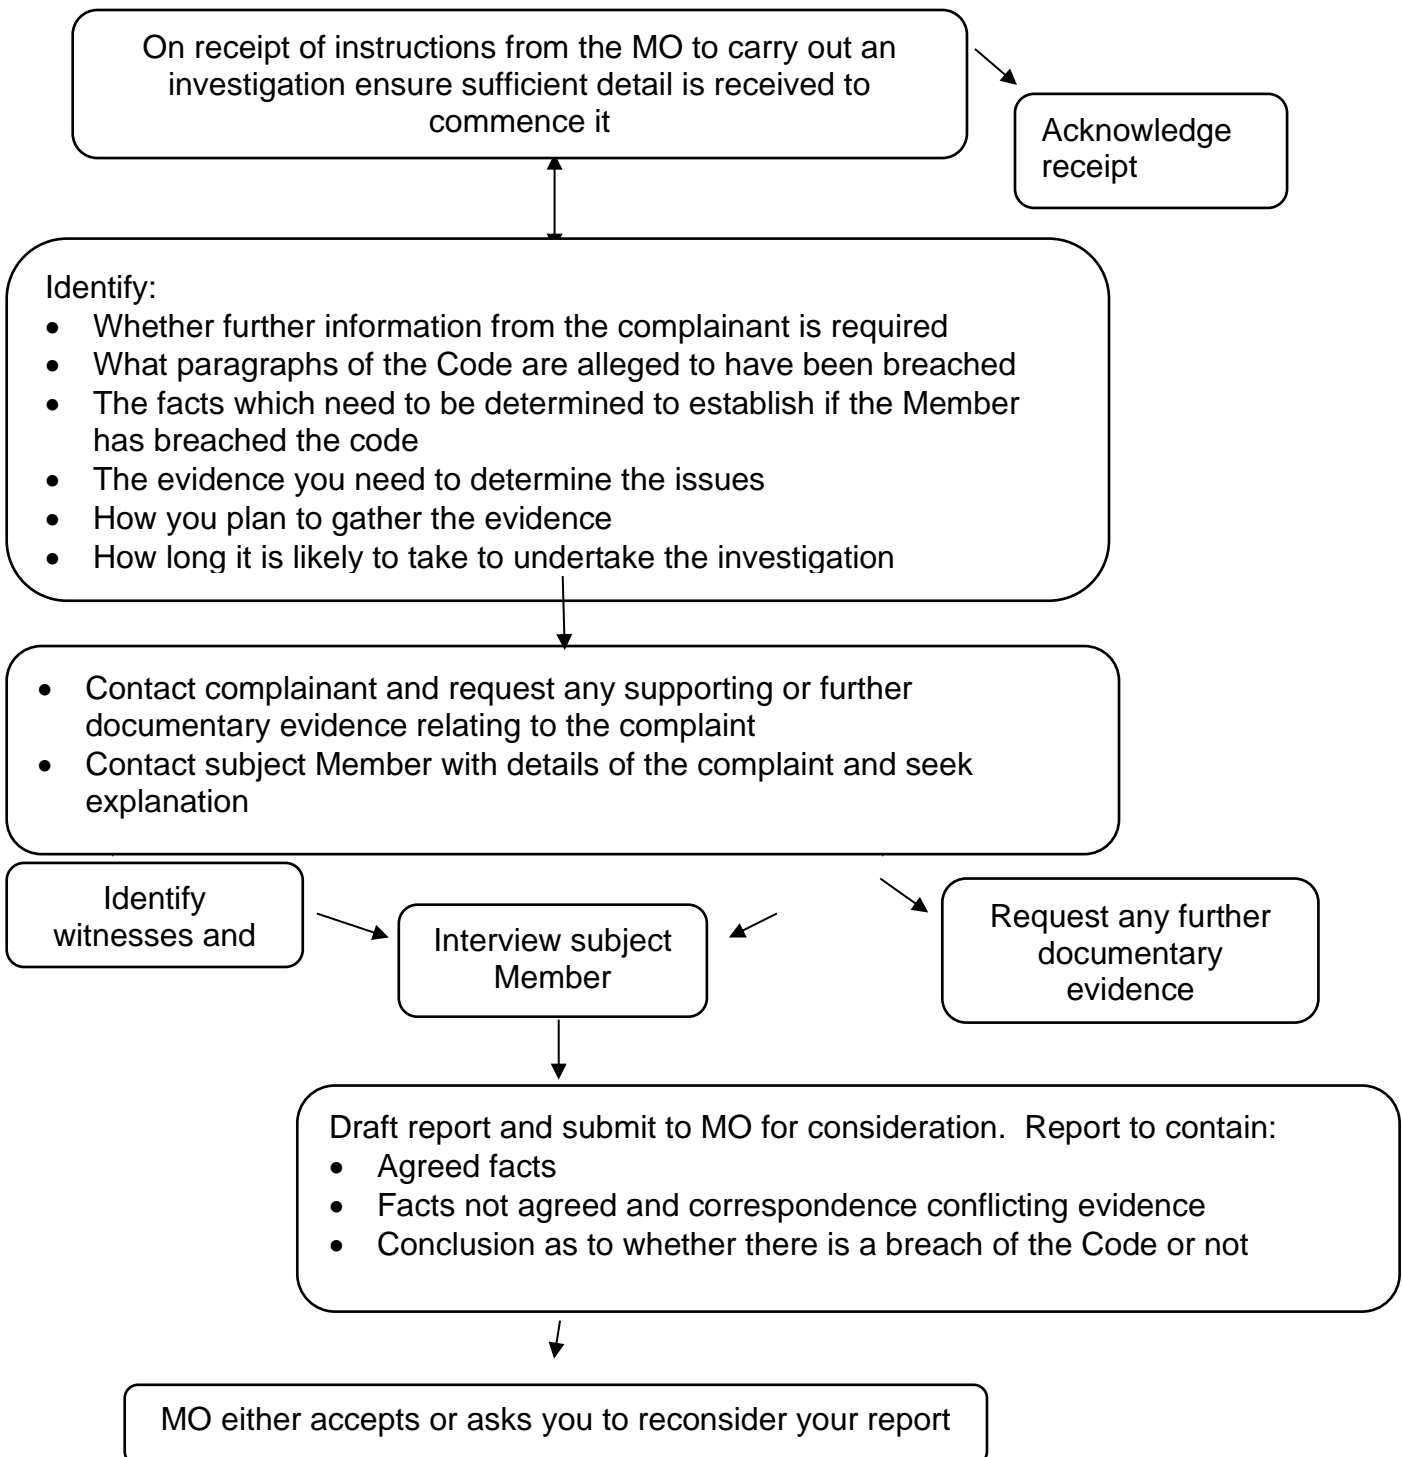 On receipt of instructions from the MO to carry out an
investigation ensure sufficient detail is received to
commence it
Acknowledge
receipt
Identify:
• Whether further information from the complainant is required
• What paragraphs of the Code are alleged to have been breached
• The facts which need to be determined to establish if the Member
has breached the code
• The evidence you need to determine the issues
• How you plan to gather the evidence
• How long it is likely to take to undertake the investigation
• Contact complainant and request any supporting or further
documentary evidence relating to the complaint
• Contact subject Member with details of the complaint and seek
explanation
Identify
witnesses and
Interview subject
Member
Request any further
documentary
evidence
Draft report and submit to MO for consideration.  Report to contain:
• Agreed facts
• Facts not agreed and correspondence conflicting evidence
• Conclusion as to whether there is a breach of the Code or not
MO either accepts or asks you to reconsider your report